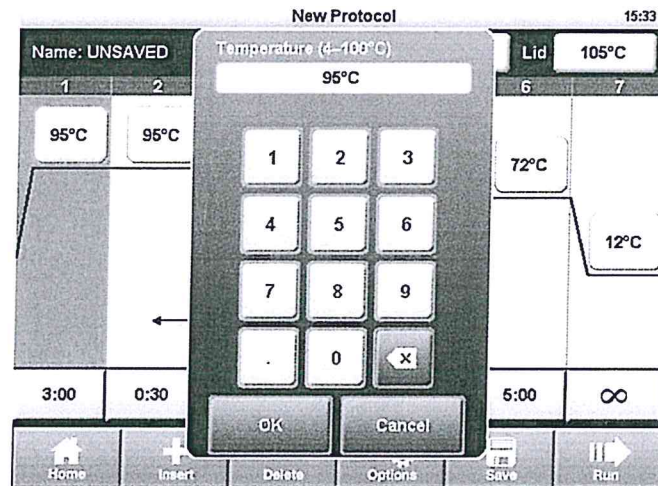 New Protocol 15:33
Name: UNSAVED Lid 105°C
Temperature (4–100°C)
95°C
1 2 6 7
95°C 95°C 72°C 12°C
1 2 3
4 5 6
7 8 9
. 0 ×
3:00 0:30 5:00 ∞
OK Cancel
Home Insert Delete Options Save Run